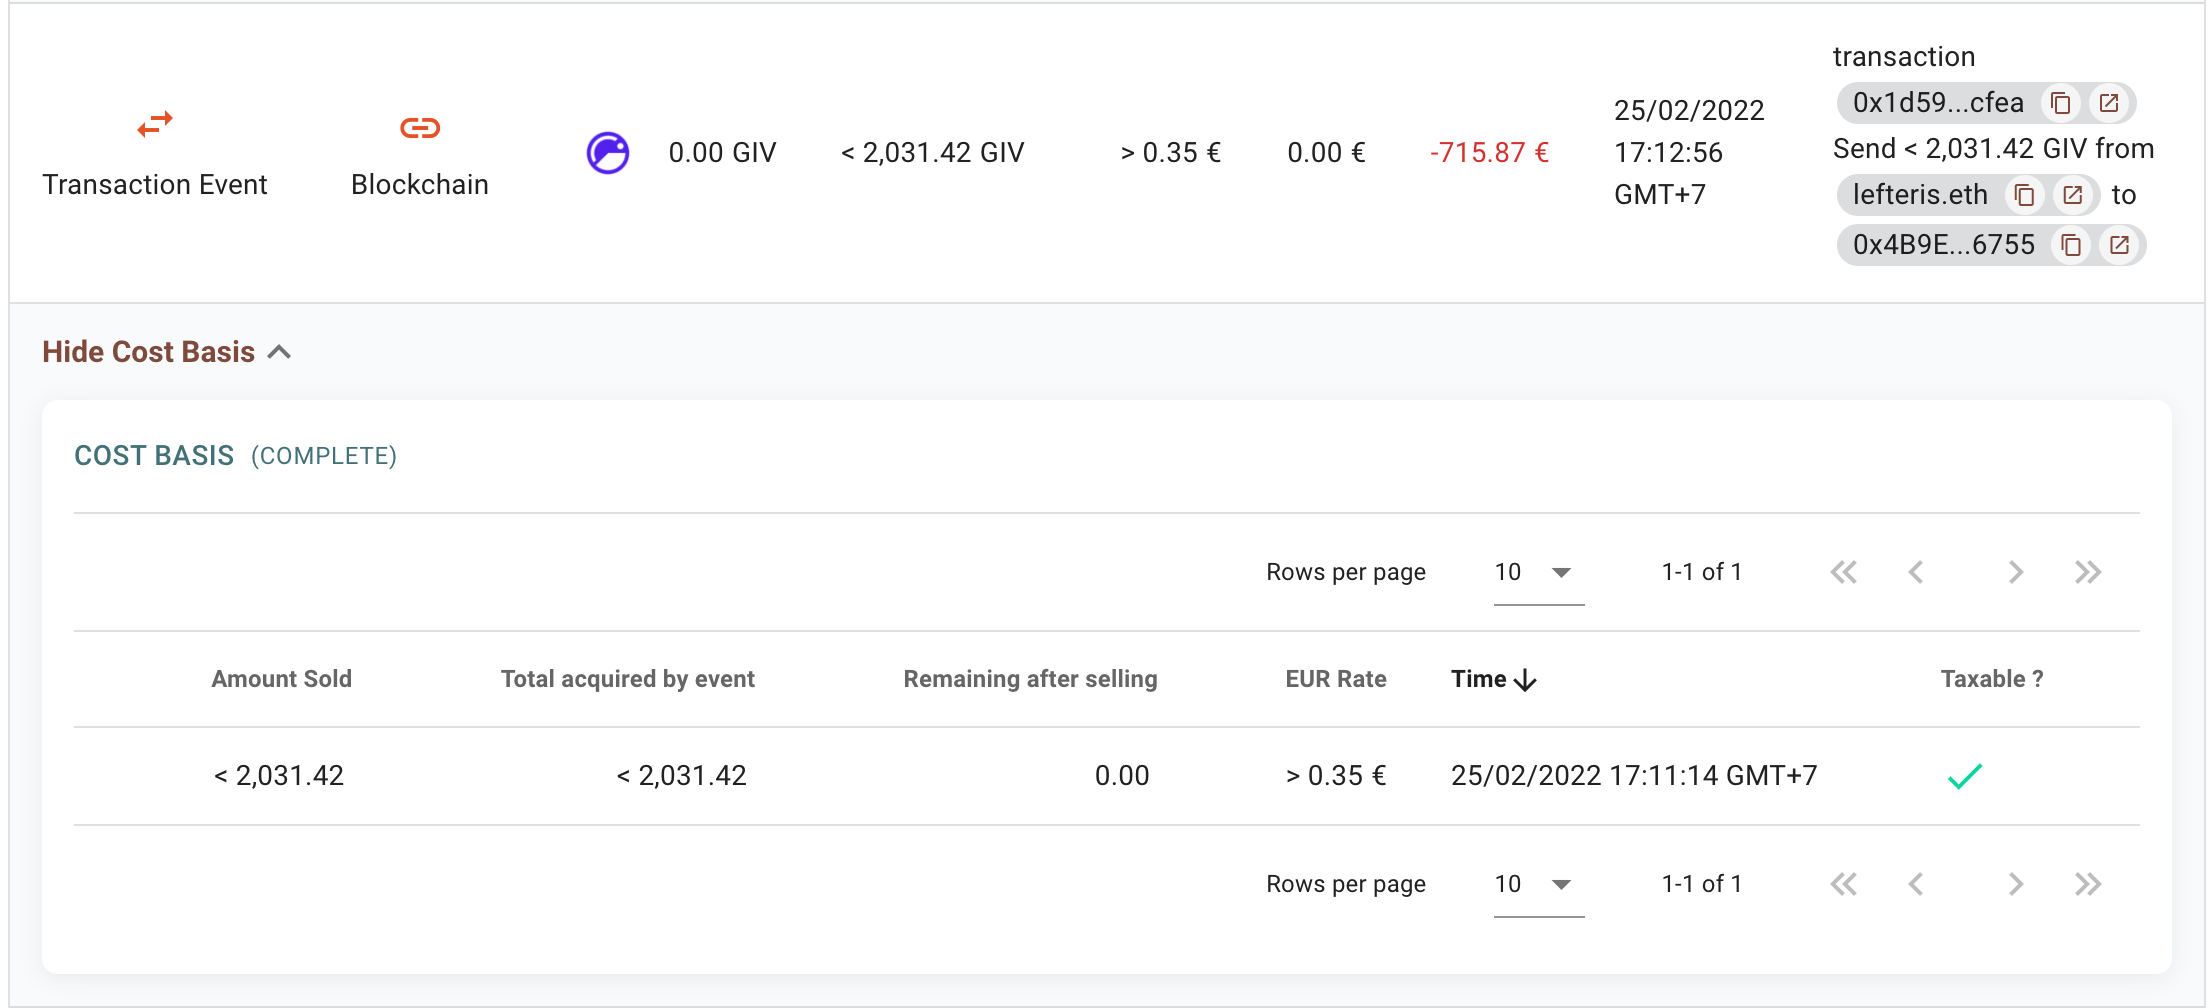 Transaction Event
Blockchain
0.00 GIV
< 2,031.42 GIV
> 0.35 €
0.00 €
-715.87 €
25/02/2022
17:12:56
GMT+7
transaction
0x1d59...cfea
Send < 2,031.42 GIV from
lefteris.eth to
0x4B9E...6755
Hide Cost Basis
COST BASIS (COMPLETE)
Rows per page 10 1-1 of 1
Amount Sold Total acquired by event Remaining after selling EUR Rate Time Taxable ?
< 2,031.42 < 2,031.42 0.00 > 0.35 € 25/02/2022 17:11:14 GMT+7
Rows per page 10 1-1 of 1